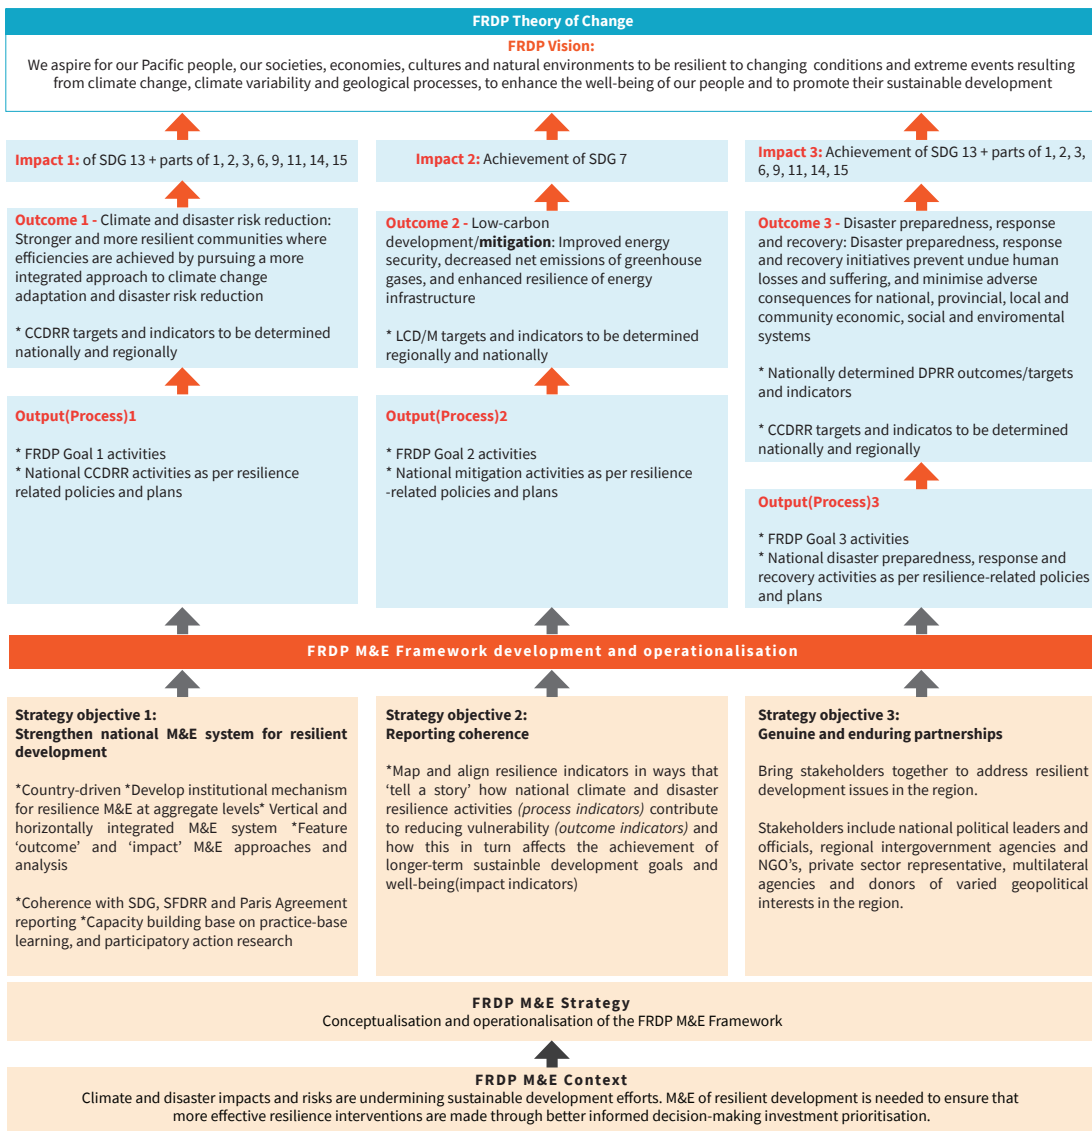 FRDP Theory of Change
FRDP Vision:
We aspire for our Pacific people, our societies, economies, cultures and natural environments to be resilient to changing conditions and extreme events resulting
from climate change, climate variability and geological processes, to enhance the well-being of our people and to promote their sustainable development
Impact 1: of SDG 13 + parts of 1, 2, 3, 6, 9, 11, 14, 15
Outcome 1 - Climate and disaster risk reduction:
Stronger and more resilient communities where
efficiencies are achieved by pursuing a more
integrated approach to climate change
adaptation and disaster risk reduction
* CCDRR targets and indicators to be determined
nationally and regionally
Output(Process)1
* FRDP Goal 1 activities
* National CCDRR activities as per resilience
related policies and plans
Impact 2: Achievement of SDG 7
Outcome 2 - Low-carbon
development/mitigation: Improved energy
security, decreased net emissions of greenhouse
gases, and enhanced resilience of energy
infrastructure
* LCD/M targets and indicators to be determined
regionally and nationally
Output(Process)2
* FRDP Goal 2 activities
* National mitigation activities as per resilience
-related policies and plans
Impact 3: Achievement of SDG 13 + parts of 1, 2, 3,
6, 9, 11, 14, 15
Outcome 3 - Disaster preparedness, response
and recovery: Disaster preparedness, response
and recovery initiatives prevent undue human
losses and suffering, and minimise adverse
consequences for national, provincial, local and
community economic, social and enviromental
systems
* Nationally determined DPRR outcomes/targets
and indicators
* CCDRR targets and indicatos to be determined
nationally and regionally
Output(Process)3
* FRDP Goal 3 activities
* National disaster preparedness, response and
recovery activities as per resilience-related policies
and plans
FRDP M&E Framework development and operationalisation
Strategy objective 1:
Strengthen national M&E system for resilient
development
*Country-driven *Develop institutional mechanism
for resilience M&E at aggregate levels* Vertical and
horizontally integrated M&E system *Feature
‘outcome’ and ‘impact’ M&E approaches and
analysis
*Coherence with SDG, SFDRR and Paris Agreement
reporting *Capacity building base on practice-base
learning, and participatory action research
Strategy objective 2:
Reporting coherence
*Map and align resilience indicators in ways that
‘tell a story’ how national climate and disaster
resilience activities (process indicators) contribute
to reducing vulnerability (outcome indicators) and
how this in turn affects the achievement of
longer-term sustainble development goals and
well-being(impact indicators)
Strategy objective 3:
Genuine and enduring partnerships
Bring stakeholders together to address resilient
development issues in the region.
Stakeholders include national political leaders and
officials, regional intergovernment agencies and
NGO’s, private sector representative, multilateral
agencies and donors of varied geopolitical
interests in the region.
FRDP M&E Strategy
Conceptualisation and operationalisation of the FRDP M&E Framework
FRDP M&E Context
Climate and disaster impacts and risks are undermining sustainable development efforts. M&E of resilient development is needed to ensure that
more effective resilience interventions are made through better informed decision-making investment prioritisation.